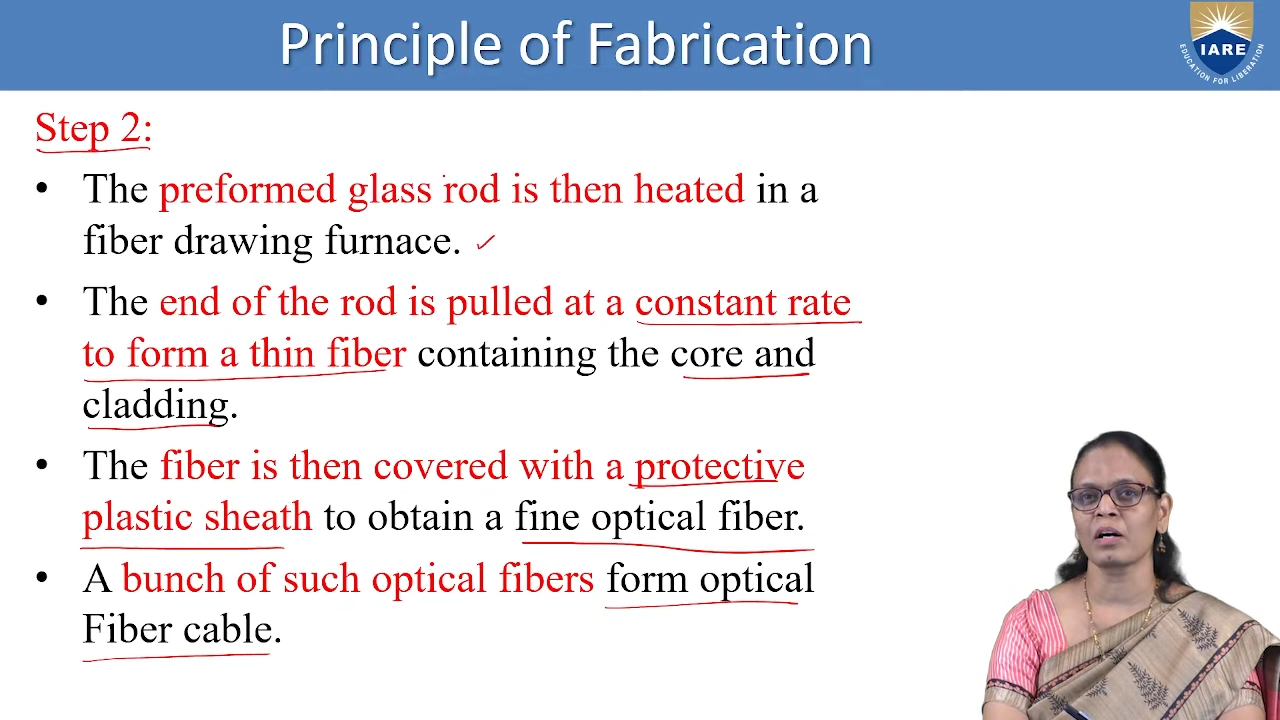 Principle of Fabrication
IARE
EDUCATION FOR LIBERATION
Step 2:
• The preformed glass rod is then heated in a
fiber drawing furnace.
• The end of the rod is pulled at a constant rate
to form a thin fiber containing the core and
cladding.
• The fiber is then covered with a protective
plastic sheath to obtain a fine optical fiber.
• A bunch of such optical fibers form optical
Fiber cable.